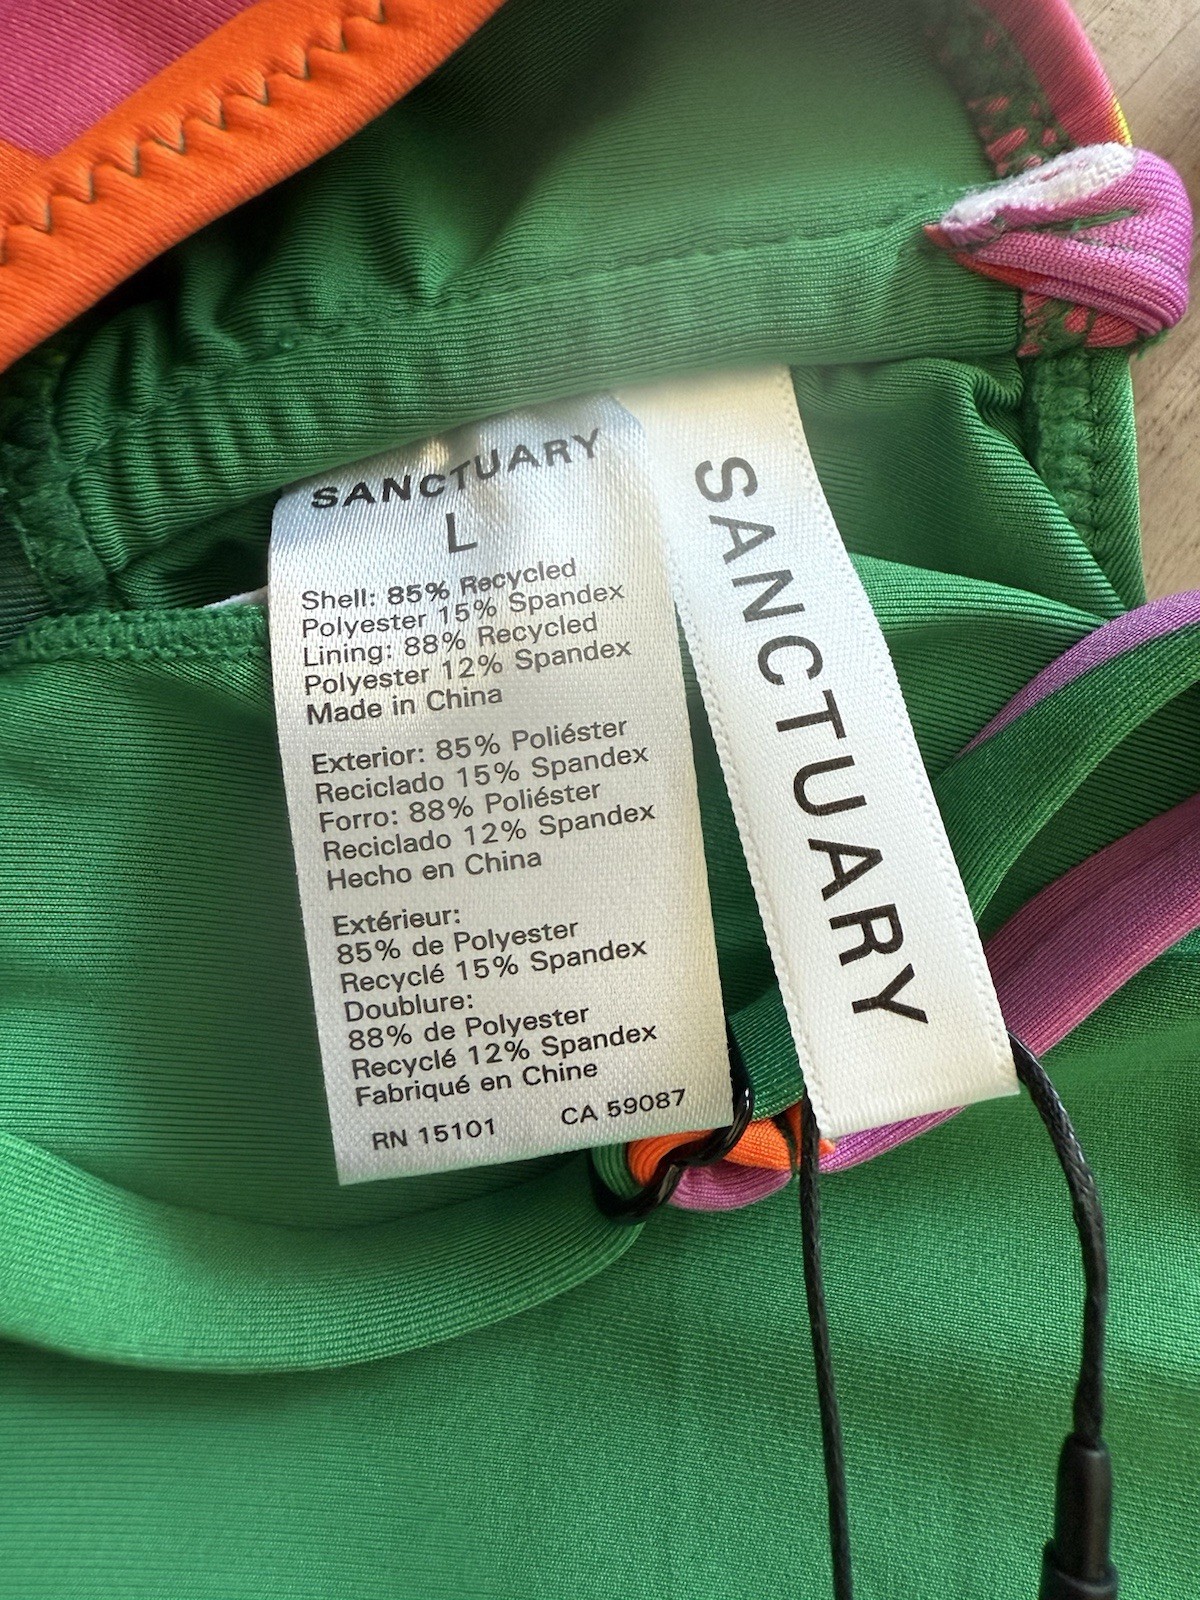 SANCTUARY
L
Shell: 85% Recycled
Polyester 15% Spandex
Lining: 88% Recycled
Polyester 12% Spandex
Made in China
Exterior: 85% Poliéster
Reciclado 15% Spandex
Forro: 88% Poliéster
Reciclado 12% Spandex
Hecho en China
Extérieur:
85% de Polyester
Recyclé 15% Spandex
Doublure:
88% de Polyester
Recyclé 12% Spandex
Fabriqué en Chine
RN 15101 CA 59087
SANCTUARY